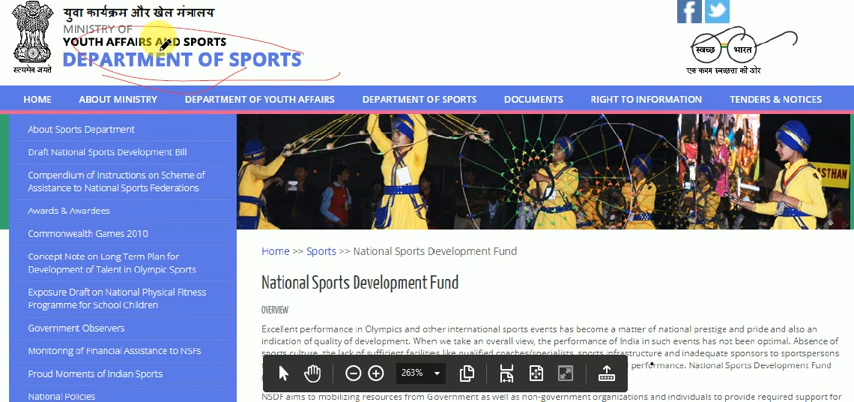 युवा कार्यक्रम और खेल मंत्रालय
MINISTRY OF
YOUTH AFFAIRS AND SPORTS
DEPARTMENT OF SPORTS
सत्यमेव जयते
स्वच्छ भारत
एक कदम स्वच्छता की ओर
HOME ABOUT MINISTRY DEPARTMENT OF YOUTH AFFAIRS DEPARTMENT OF SPORTS DOCUMENTS RIGHT TO INFORMATION TENDERS & NOTICES
About Sports Department
Draft National Sports Development Bill
Compendium of Instructions on Scheme of
Assistance to National Sports Federations
Awards & Awardees
Commonwealth Games 2010
Concept Note on Long Term Plan for
Development of Talent in Olympic Sports
Exposure Draft on National Physical Fitness
Programme for School Children
Government Observers
Monitoring of Financial Assistance to NSFs
Proud Moments of Indian Sports
National Policies
RAJASTHAN
Home >> Sports >> National Sports Development Fund
National Sports Development Fund
OVERVIEW
Excellent performance in Olympics and other international sports events has become a matter of national prestige and pride and also an
indication of quality of development. When we take an overall view, the performance of India in such events has not been optimal. Absence of
sports culture, the lack of sufficient facilities like qualified coaches/specialists, sports infrastructure and inadequate sponsors to sportspersons
performance. National Sports Development Fund
263%
NSDF aims to mobilizing resources from Government as well as non-government organizations and individuals to provide required support for